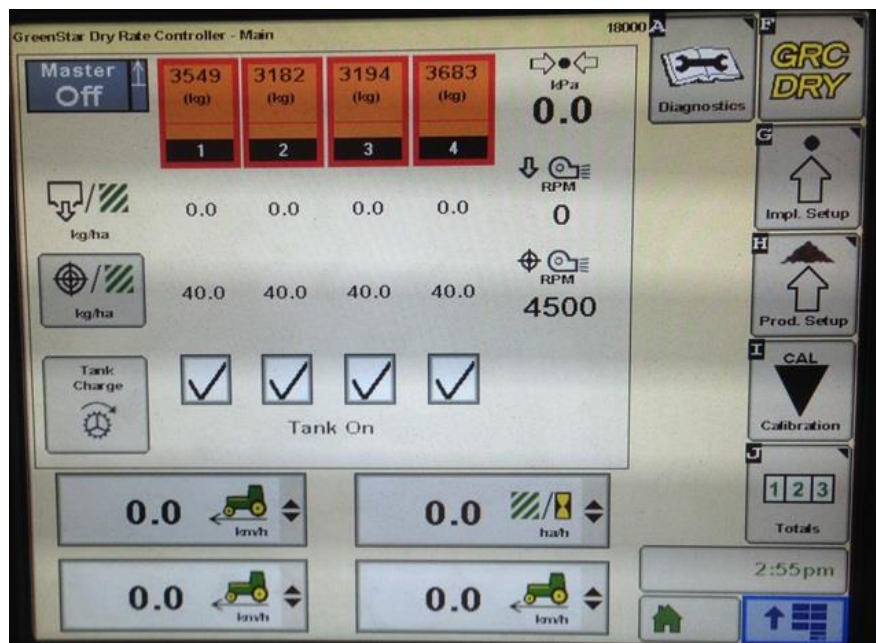 GreenStar Dry Rate Controller - Main
18000
Master
Off
3549
(kg)
1
3182
(kg)
2
3194
(kg)
3
3683
(kg)
4
kPa
0.0
RPM
0
kg/ha
0.0 0.0 0.0 0.0
RPM
4500
kg/ha
40.0 40.0 40.0 40.0
Tank
Charge
Tank On
0.0
km/h
0.0
ha/h
0.0
km/h
0.0
km/h
A
Diagnostics
F
GRC
DRY
G
Impl. Setup
H
Prod. Setup
I
CAL
Calibration
J
1 2 3
Totals
2:55pm